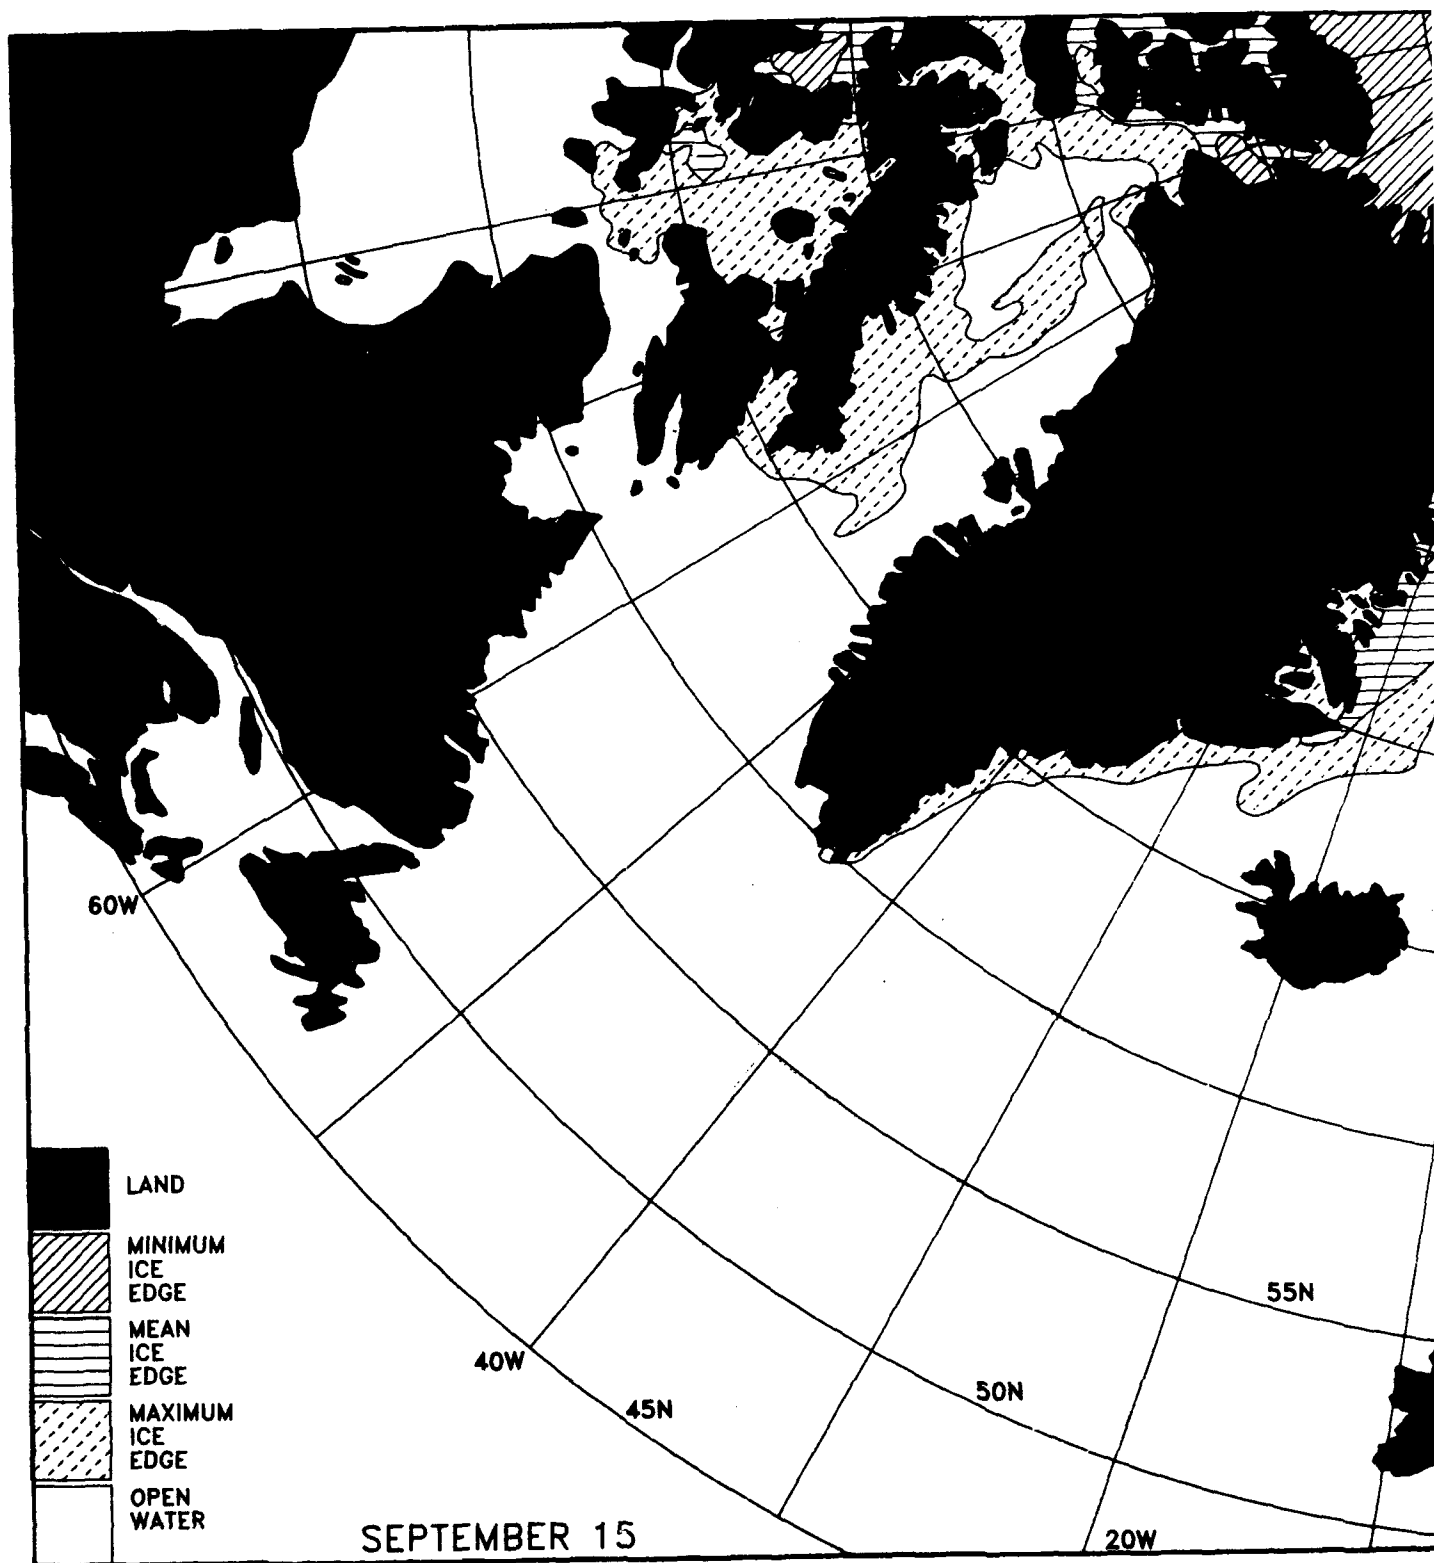 60W
LAND
MINIMUM
ICE
EDGE
MEAN
ICE
EDGE
MAXIMUM
ICE
EDGE
OPEN
WATER
55N
40W
50N
45N
SEPTEMBER 15
20W